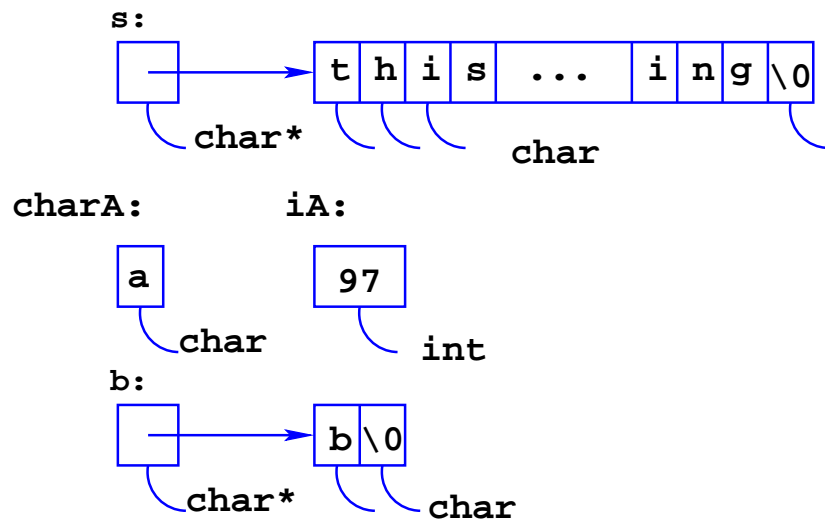 s:
t h i s ... i n g \0
char* char
charA: iA:
a 97
char int
b:
b \0
char* char